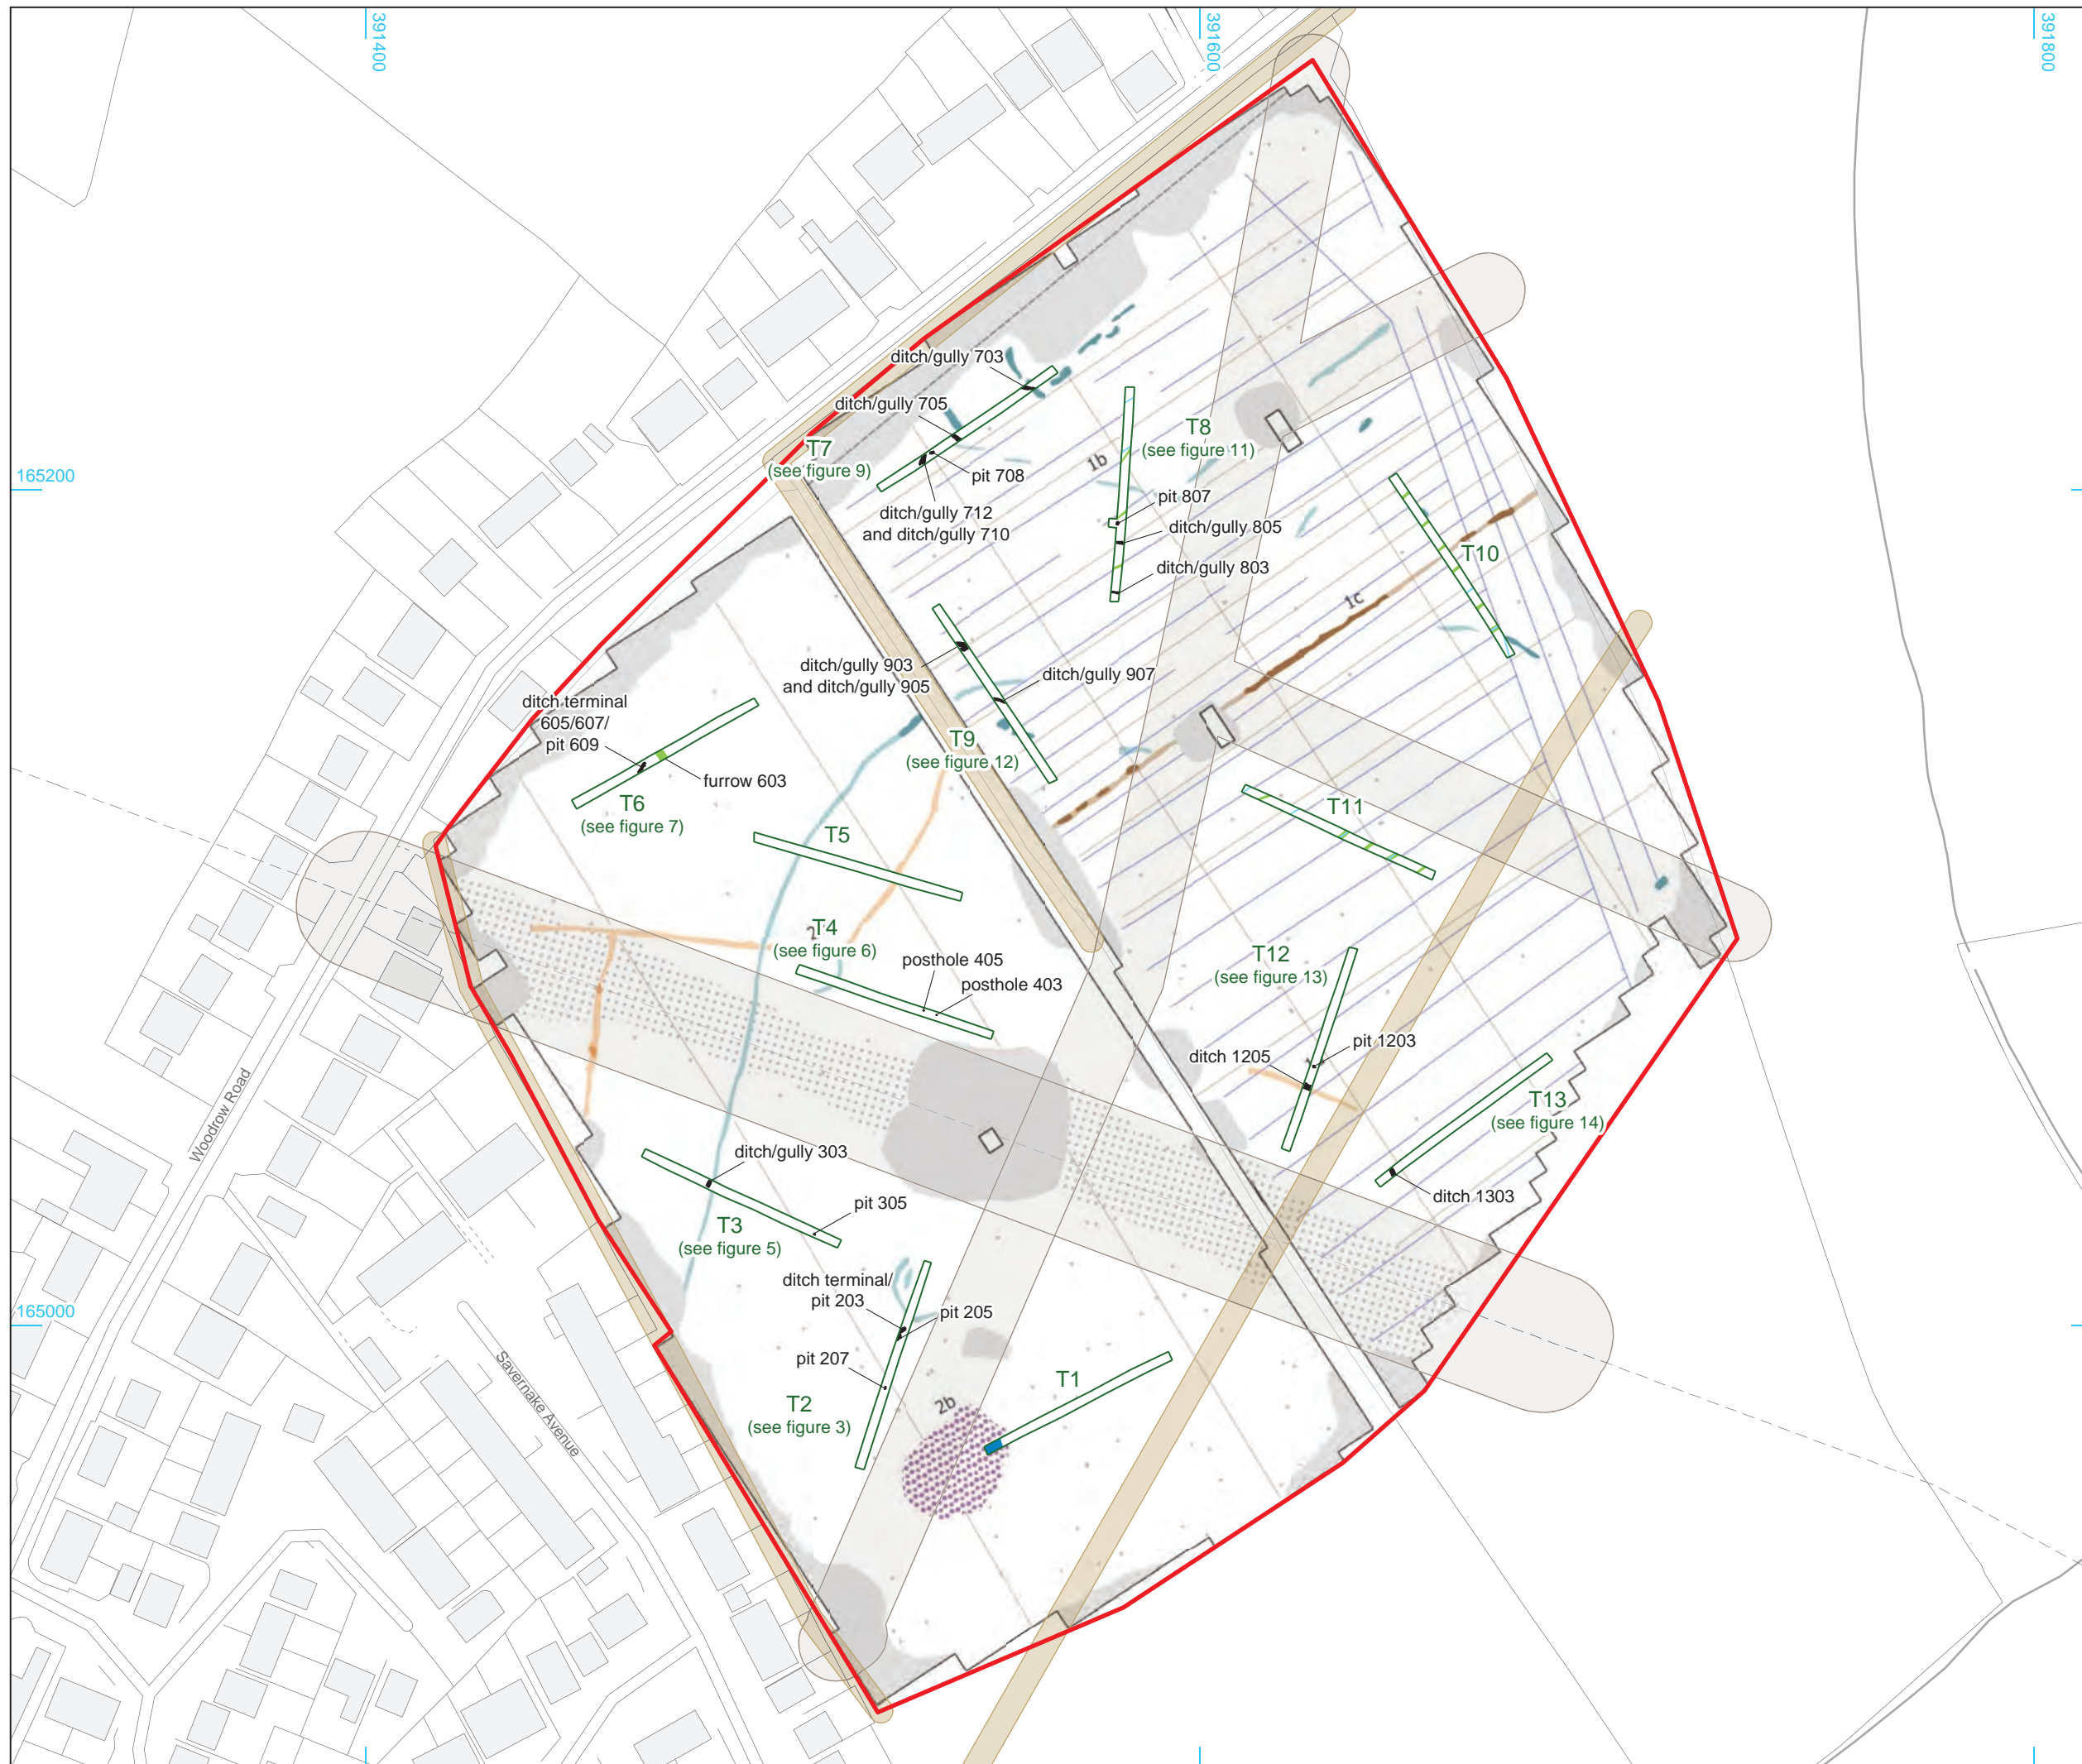 391400
391600
391800
165200
165000
ditch/gully 703
ditch/gully 705
T7
(see figure 9)
pit 708
ditch/gully 712
and ditch/gully 710
T8
(see figure 11)
1b
pit 807
ditch/gully 805
ditch/gully 803
T10
1c
ditch/gully 903
and ditch/gully 905
ditch/gully 907
T9
(see figure 12)
ditch terminal
605/607/
pit 609
furrow 603
T6
(see figure 7)
T5
T11
T4
(see figure 6)
posthole 405
posthole 403
T12
(see figure 13)
pit 1203
ditch 1205
T13
(see figure 14)
ditch 1303
Woodrow Road
ditch/gully 303
pit 305
T3
(see figure 5)
ditch terminal/
pit 203
pit 205
pit 207
T2
(see figure 3)
T1
2b
Savernake Avenue